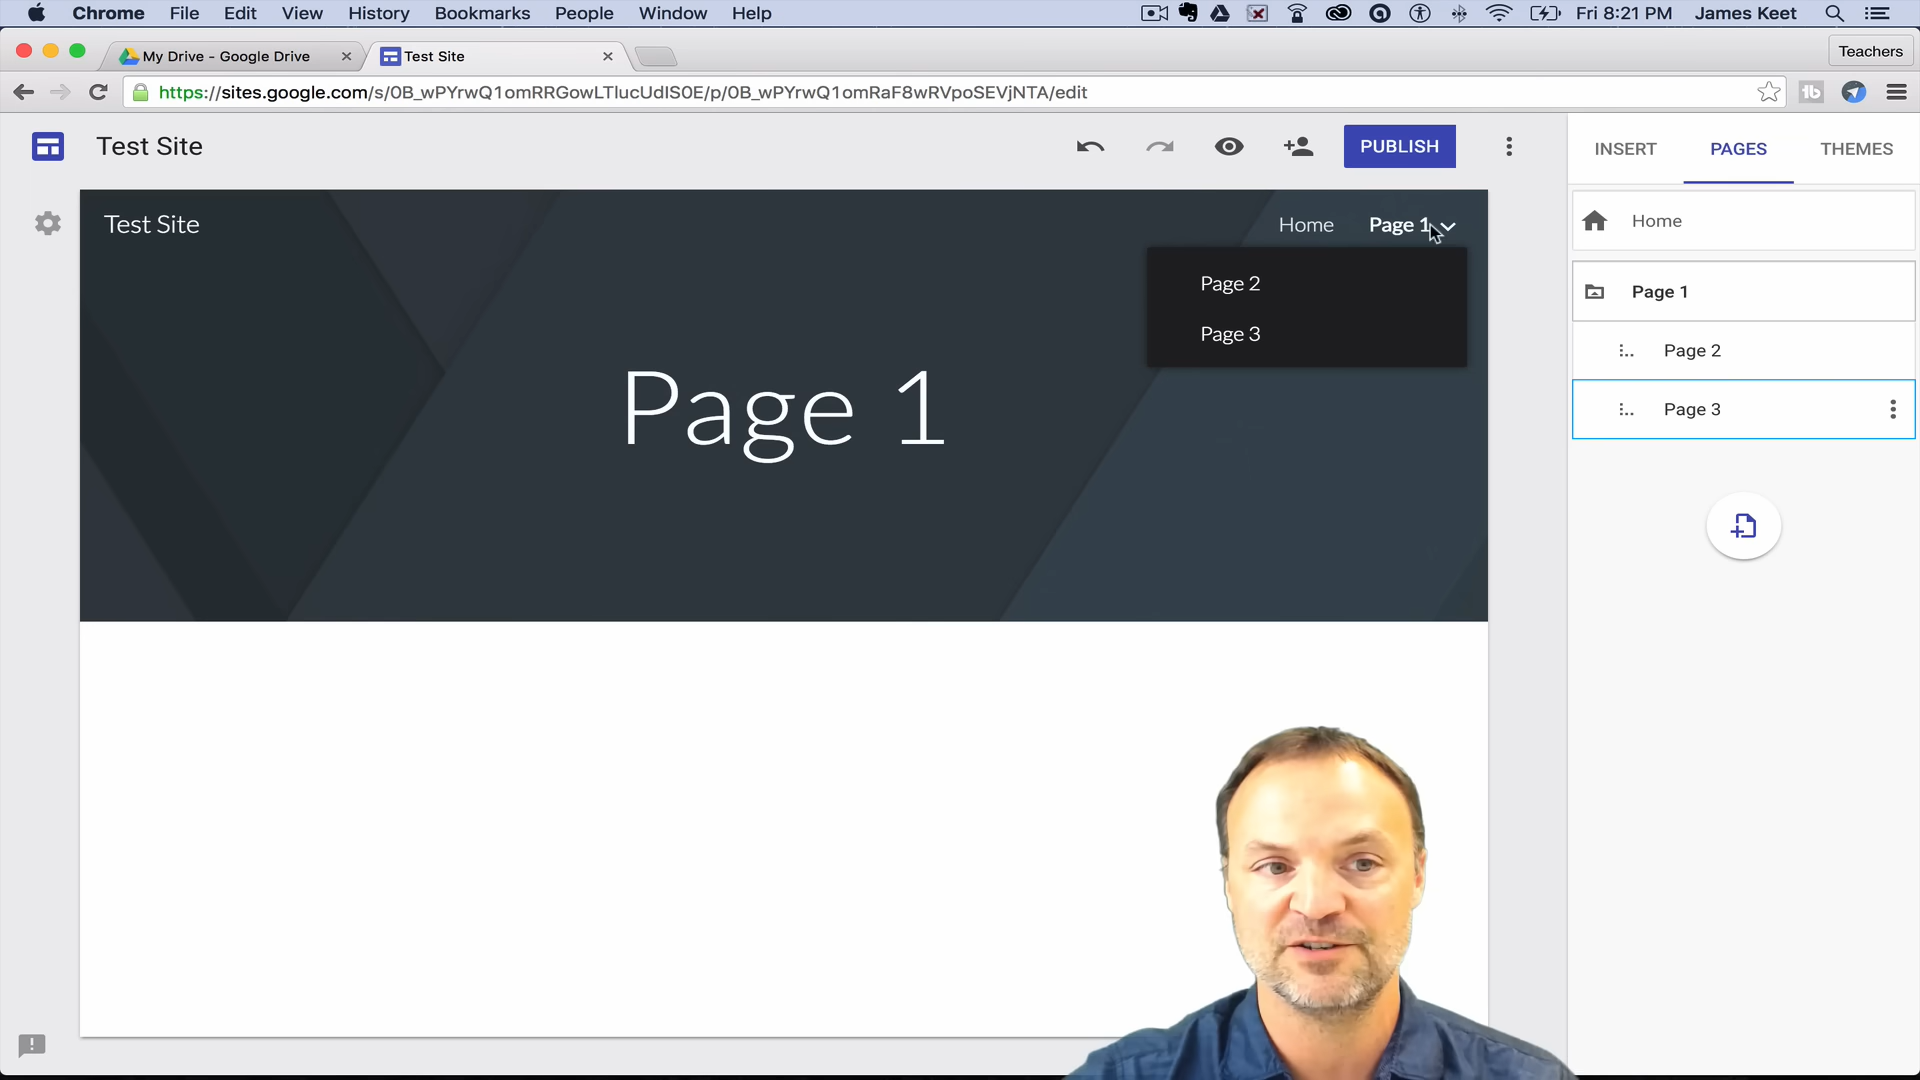 Chrome File Edit View History Bookmarks People Window Help Fri 8:21 PM James Keet
My Drive - Google Drive Test Site Teachers
https://sites.google.com/s/0B_wPYrwQ1omRRGowLTlucUdIS0E/p/0B_wPYrwQ1omRaF8wRVpoSEVjNTA/edit
Test Site PUBLISH INSERT PAGES THEMES
Test Site Home Page 1
Page 2
Page 3
Page 1
Home
Page 1
Page 2
Page 3